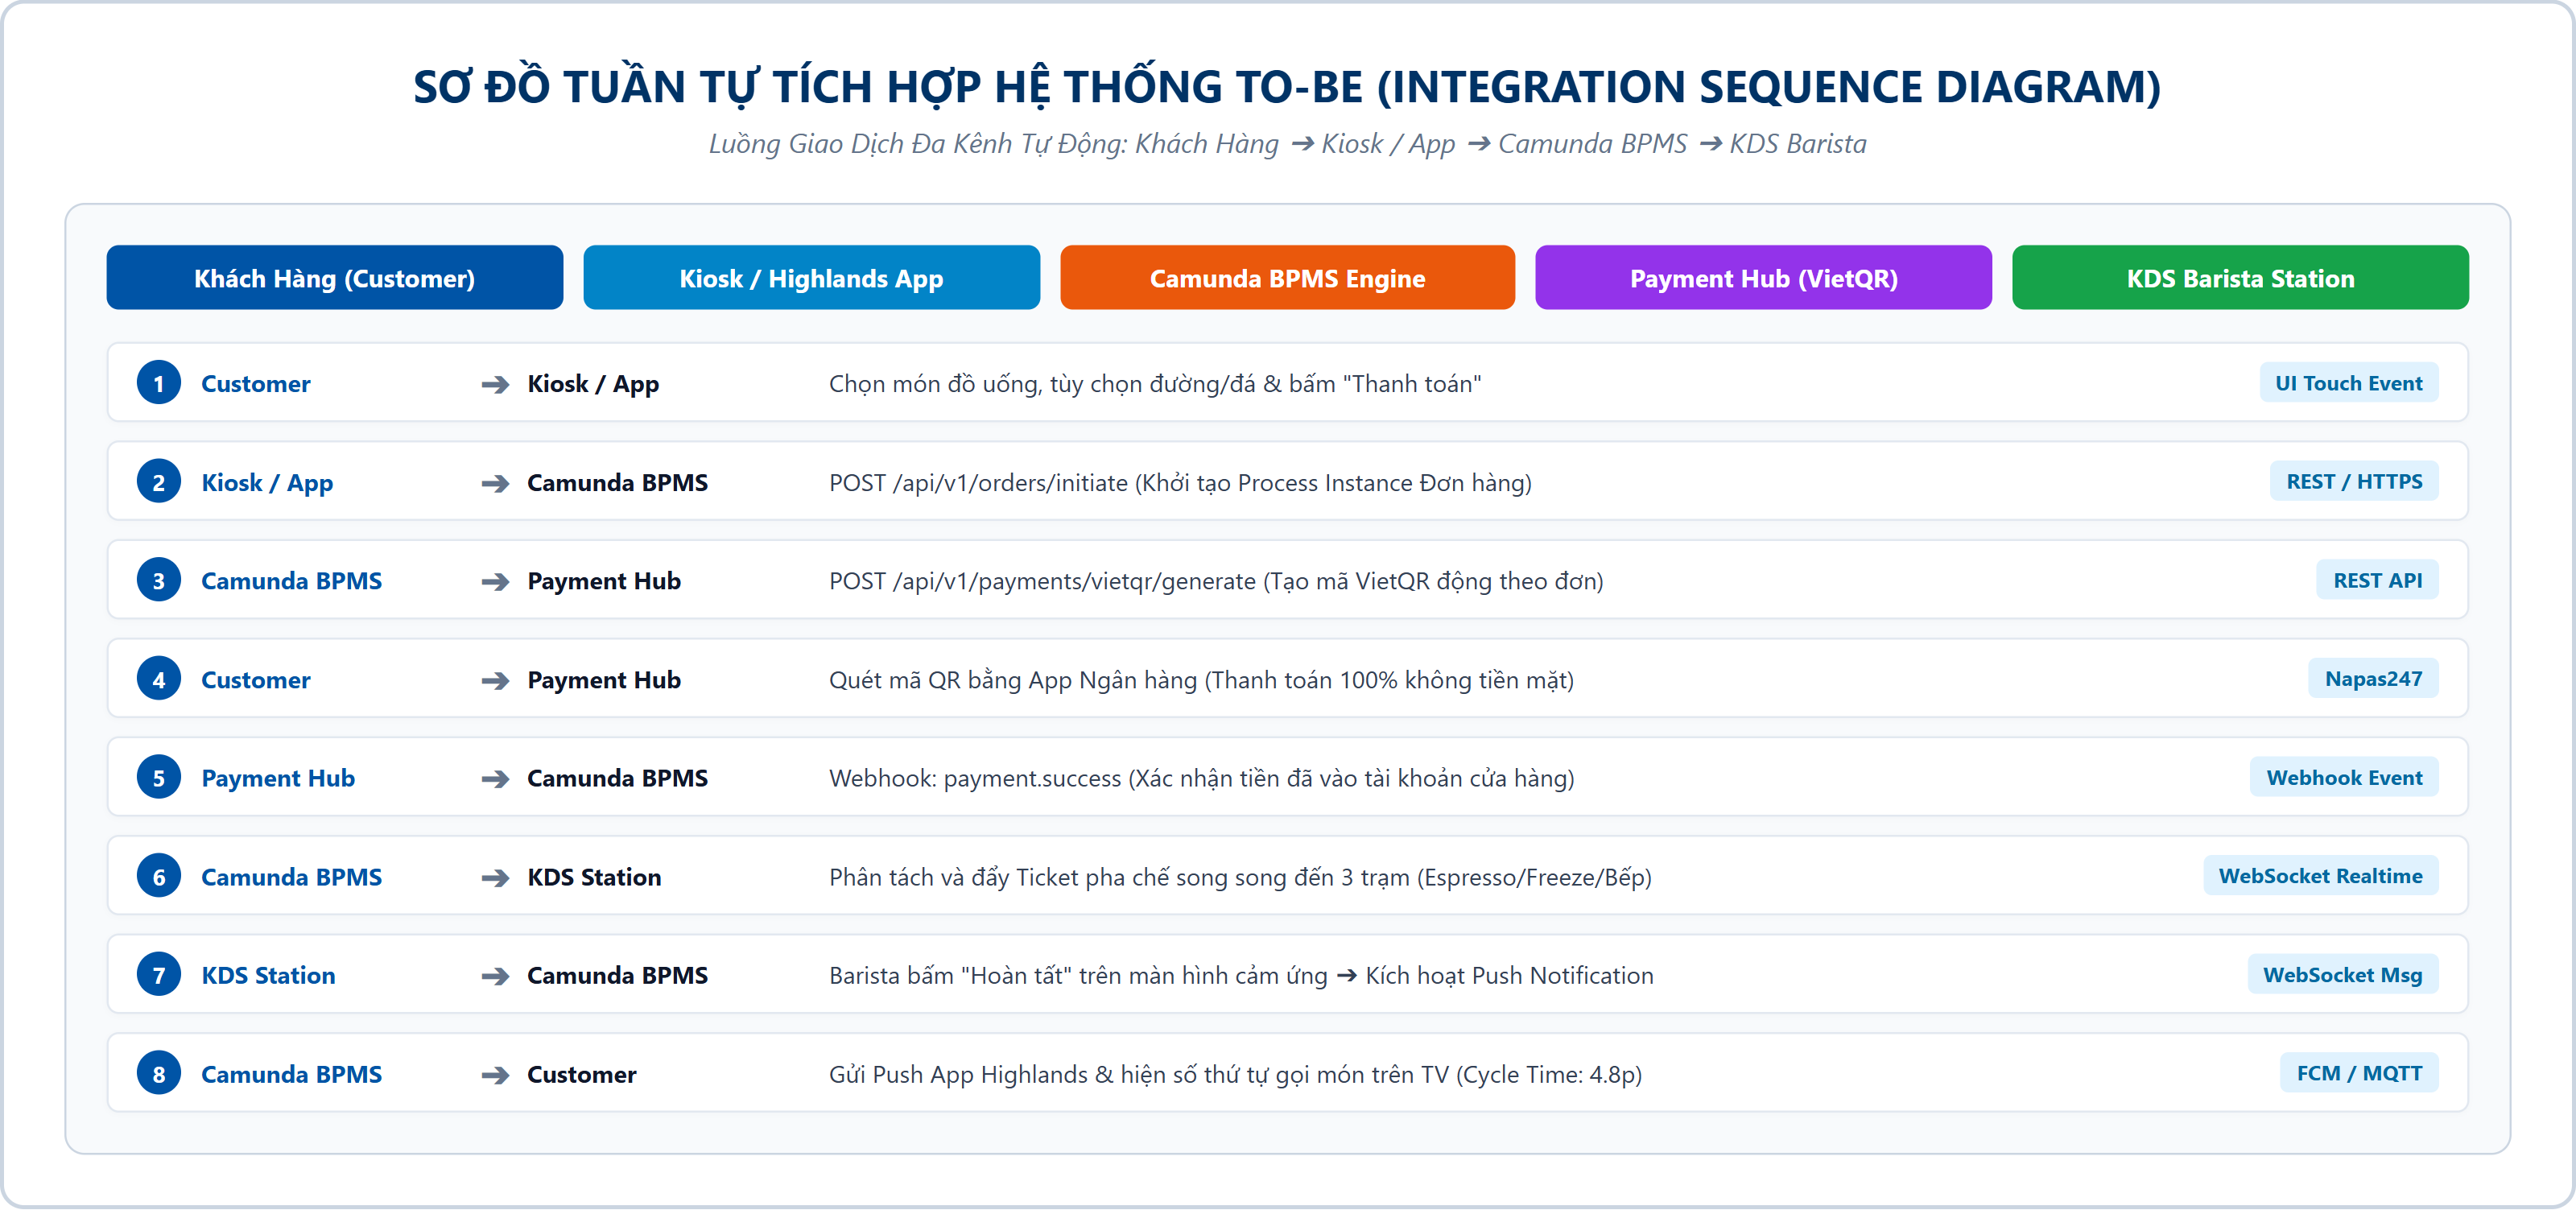 SƠ ĐỒ TUẦN TỰ TÍCH HỢP HỆ THỐNG TO-BE (INTEGRATION SEQUENCE DIAGRAM)
Luồng Giao Dịch Đa Kênh Tự Động: Khách Hàng ➔ Kiosk / App ➔ Camunda BPMS ➔ KDS Barista
Khách Hàng (Customer)
Kiosk / Highlands App
Camunda BPMS Engine
Payment Hub (VietQR)
KDS Barista Station
1 Customer ➔ Kiosk / App Chọn món đồ uống, tùy chọn đường/đá & bấm "Thanh toán" UI Touch Event
2 Kiosk / App ➔ Camunda BPMS POST /api/v1/orders/initiate (Khởi tạo Process Instance Đơn hàng) REST / HTTPS
3 Camunda BPMS ➔ Payment Hub POST /api/v1/payments/vietqr/generate (Tạo mã VietQR động theo đơn) REST API
4 Customer ➔ Payment Hub Quét mã QR bằng App Ngân hàng (Thanh toán 100% không tiền mặt) Napas247
5 Payment Hub ➔ Camunda BPMS Webhook: payment.success (Xác nhận tiền đã vào tài khoản cửa hàng) Webhook Event
6 Camunda BPMS ➔ KDS Station Phân tách và đẩy Ticket pha chế song song đến 3 trạm (Espresso/Freeze/Bếp) WebSocket Realtime
7 KDS Station ➔ Camunda BPMS Barista bấm "Hoàn tất" trên màn hình cảm ứng ➔ Kích hoạt Push Notification WebSocket Msg
8 Camunda BPMS ➔ Customer Gửi Push App Highlands & hiện số thứ tự gọi món trên TV (Cycle Time: 4.8p) FCM / MQTT